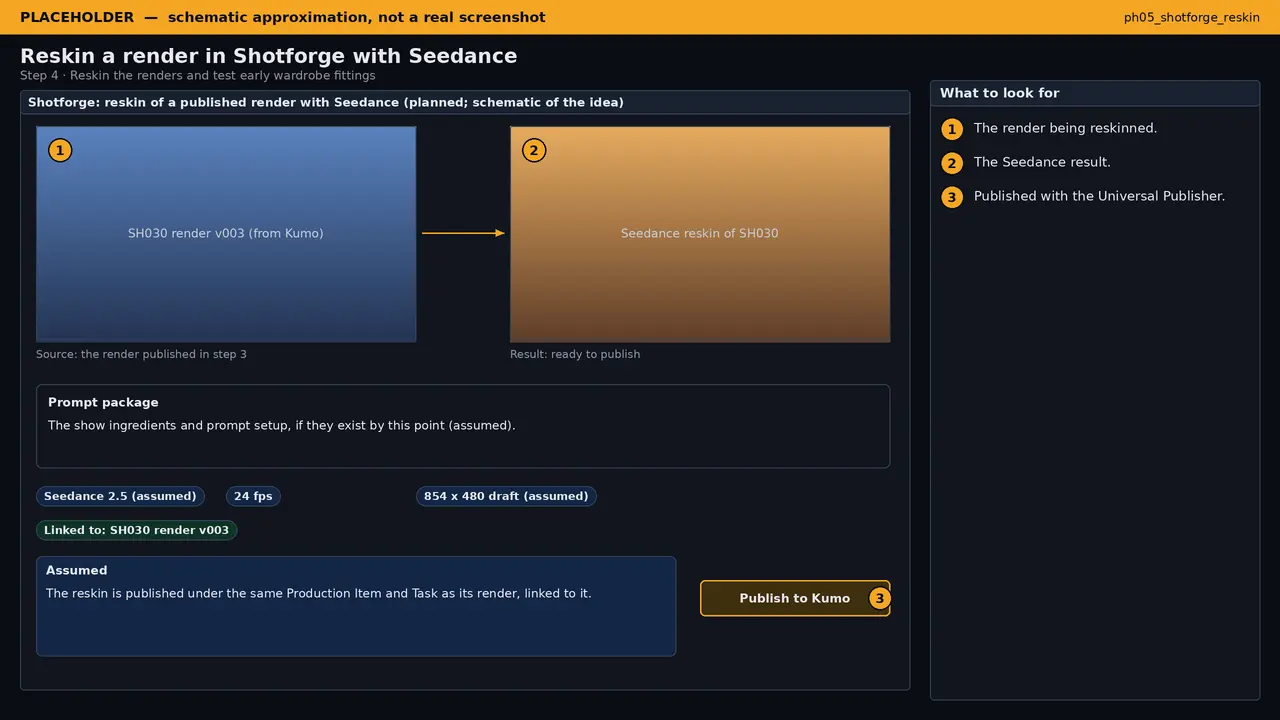 PLACEHOLDER — schematic approximation, not a real screenshot
ph05_shotforge_reskin
Reskin a render in Shotforge with Seedance
Step 4 · Reskin the renders and test early wardrobe fittings
Shotforge: reskin of a published render with Seedance (planned; schematic of the idea)
1
SH030 render v003 (from Kumo)
2
Seedance reskin of SH030
Source: the render published in step 3
Result: ready to publish
Prompt package
The show ingredients and prompt setup, if they exist by this point (assumed).
Seedance 2.5 (assumed)
24 fps
854 x 480 draft (assumed)
Linked to: SH030 render v003
Assumed
The reskin is published under the same Production Item and Task as its render, linked to it.
Publish to Kumo
3
What to look for
1 The render being reskinned.
2 The Seedance result.
3 Published with the Universal Publisher.